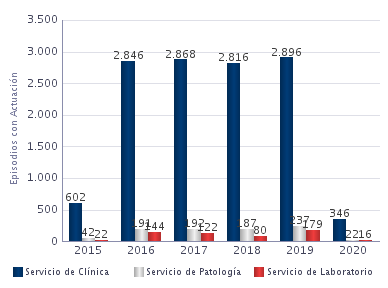 3.500
3.000
2.500
2.000
1.500
1.000
500
0
Episodios con Actuación
602 42 22
2.846 191 144
2.868 192 122
2.816 187 80
2.896 237 179
346 22 16
2015 2016 2017 2018 2019 2020
Servicio de Clínica Servicio de Patología Servicio de Laboratorio